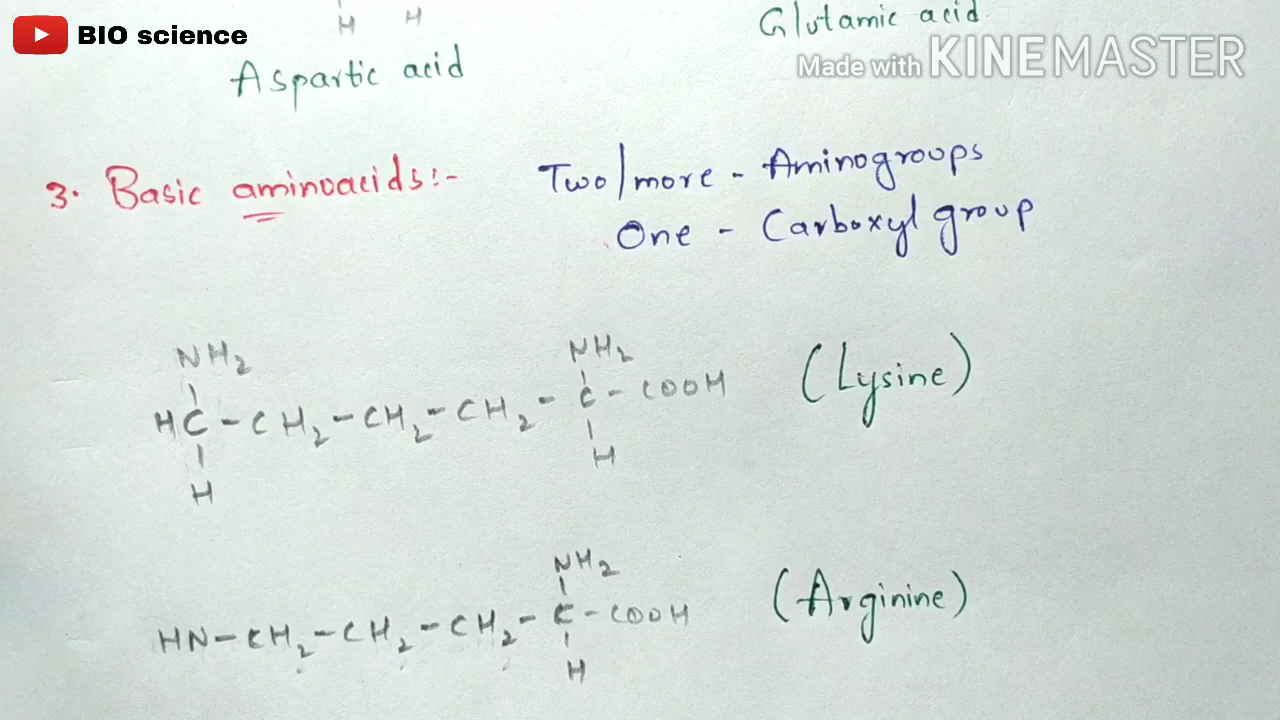 BIO science
H H
Glutamic acid
Made with KINEMASTER
Aspartic acid
3. Basic aminoacids:-
Two/more - Aminogroups
One - Carboxyl group
NH₂ NH₂
HC-CH₂-CH₂-CH₂-C-COOH (Lysine)
H H
NH₂
HN-CH₂-CH₂-CH₂-C-COOH (Arginine)
H